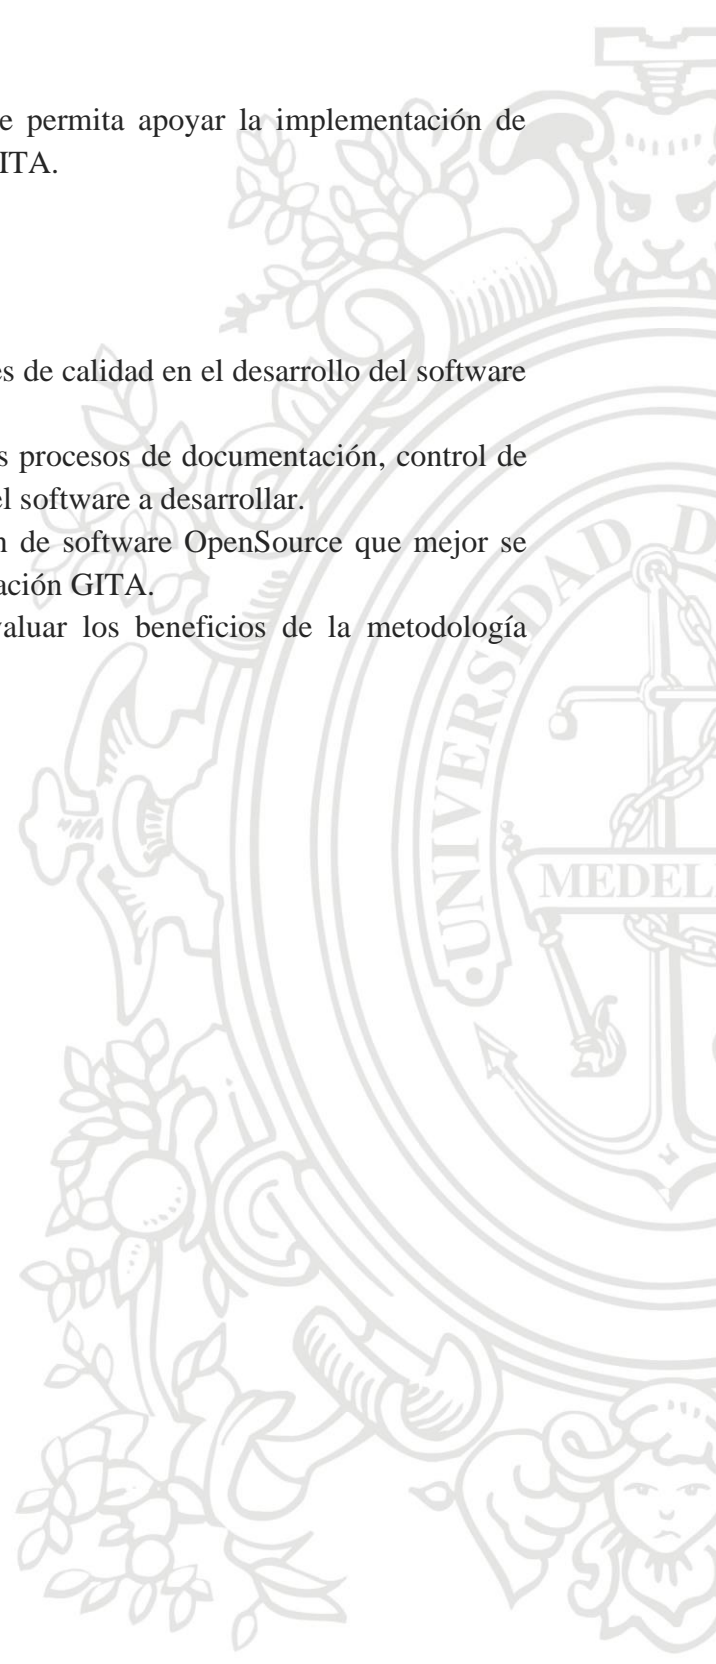 e permita apoyar la implementación de
ITA.
es de calidad en el desarrollo del software
s procesos de documentación, control de
el software a desarrollar.
n de software OpenSource que mejor se
ación GITA.
valuar los beneficios de la metodología
UNIVERSIDAD D
MEDEL